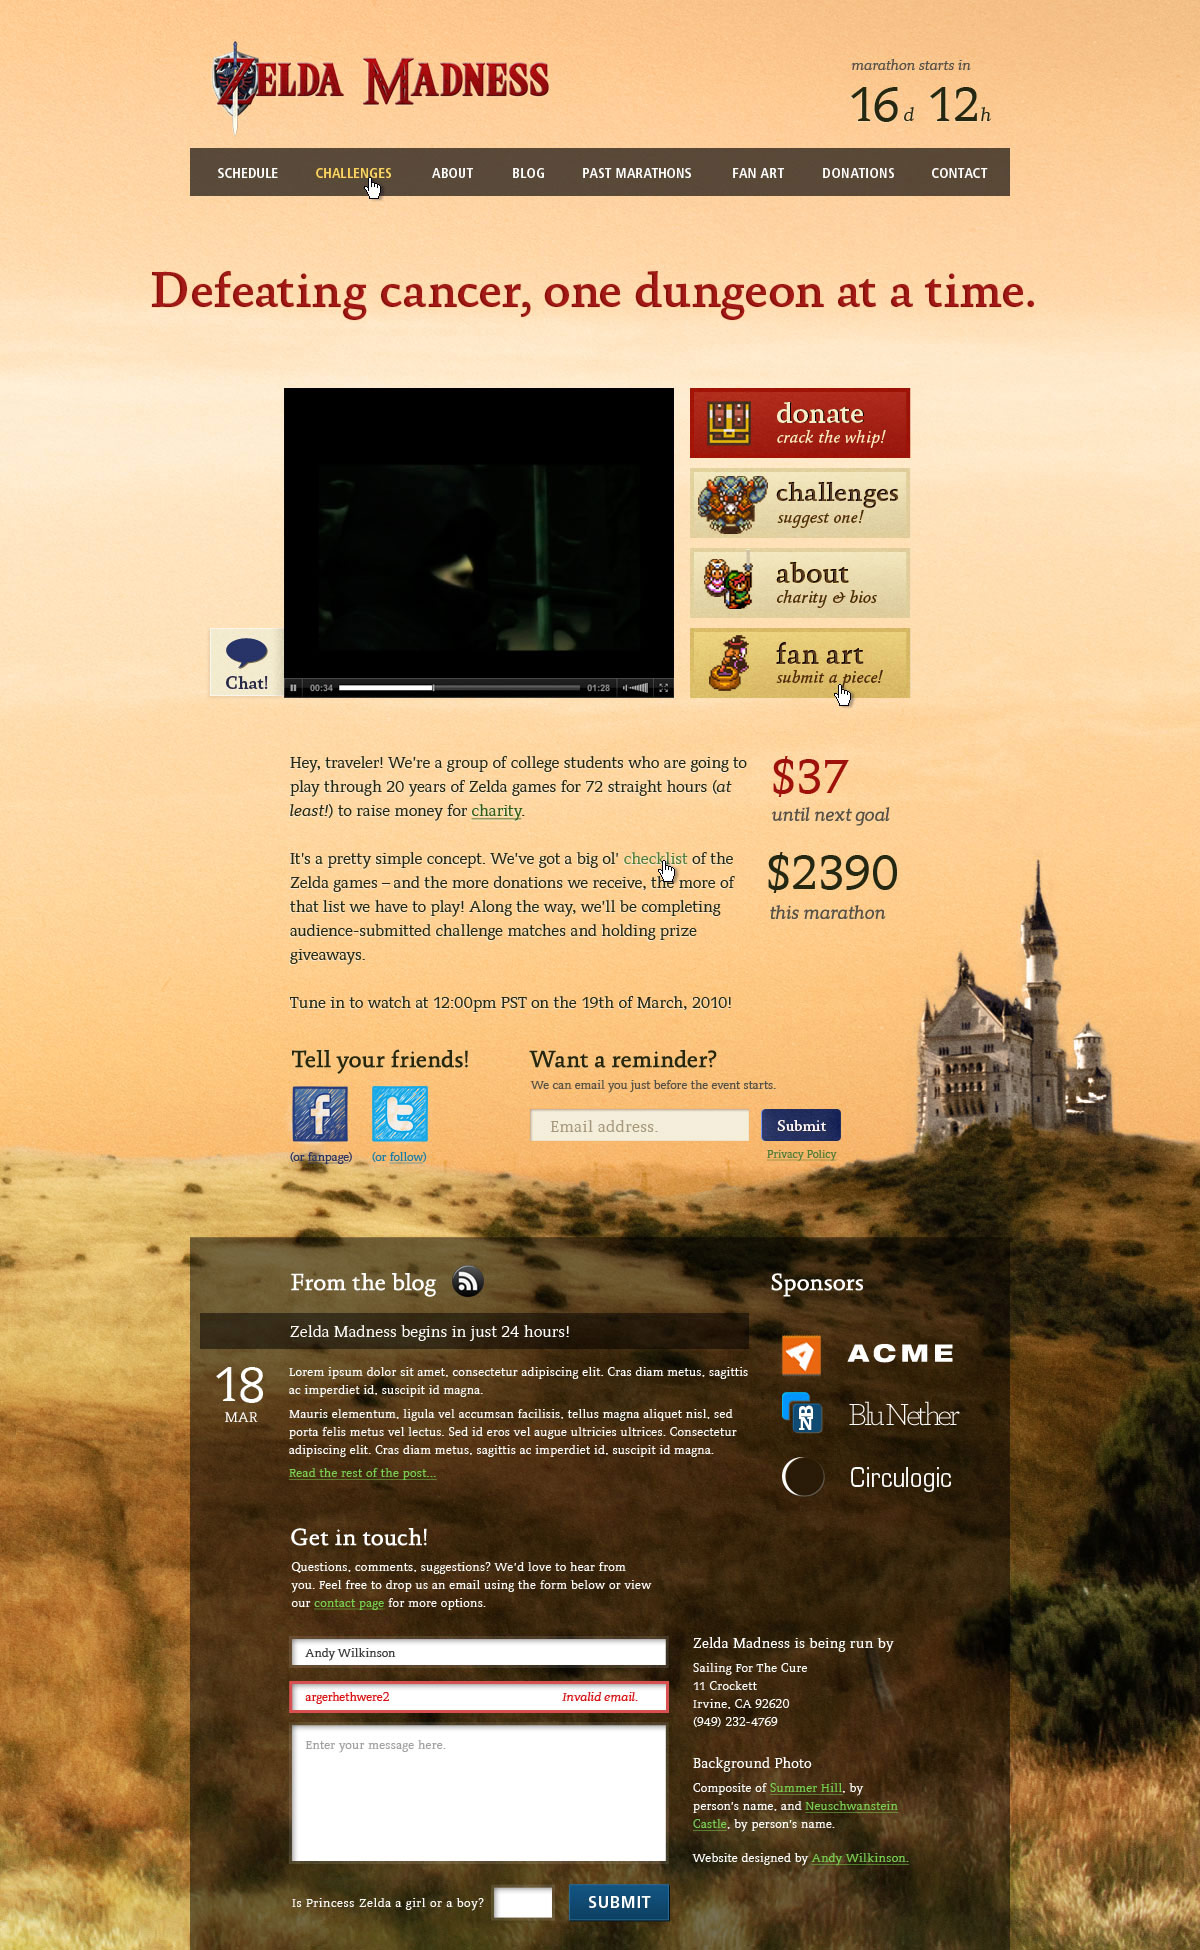 Zelda Madness
marathon starts in
16 d 12h
SCHEDULE CHALLENGES ABOUT BLOG PAST MARATHONS FAN ART DONATIONS CONTACT
Defeating cancer, one dungeon at a time.
donate
crack the whip!
challenges
suggest one!
about
charity & bios
fan art
submit a piece!
Chat!
00:34 01:28
Hey, traveler! We're a group of college students who are going to
play through 20 years of Zelda games for 72 straight hours (at
least!) to raise money for charity.
It's a pretty simple concept. We've got a big ol' checklist of the
Zelda games – and the more donations we receive, the more of
that list we have to play! Along the way, we'll be completing
audience-submitted challenge matches and holding prize
giveaways.
Tune in to watch at 12:00pm PST on the 19th of March, 2010!
$37
until next goal
$2390
this marathon
Tell your friends!
f t
(or fanpage) (or follow)
Want a reminder?
We can email you just before the event starts.
Email address. Submit
Privacy Policy
From the blog
Zelda Madness begins in just 24 hours!
18
MAR
Lorem ipsum dolor sit amet, consectetur adipiscing elit. Cras diam metus, sagittis
ac imperdiet id, suscipit id magna.
Mauris elementum, ligula vel accumsan facilisis, tellus magna aliquet nisl, sed
porta felis metus vel lectus. Sed id eros vel augue ultricies ultrices. Consectetur
adipiscing elit. Cras diam metus, sagittis ac imperdiet id, suscipit id magna.
Read the rest of the post...
Sponsors
ACME
BN Blu Nether
Circulogic
Get in touch!
Questions, comments, suggestions? We'd love to hear from
you. Feel free to drop us an email using the form below or view
our contact page for more options.
Andy Wilkinson
argerhethwere2 Invalid email.
Enter your message here.
Is Princess Zelda a girl or a boy? SUBMIT
Zelda Madness is being run by
Sailing For The Cure
11 Crockett
Irvine, CA 92620
(949) 232-4769
Background Photo
Composite of Summer Hill, by
person's name, and Neuschwanstein
Castle, by person's name.
Website designed by Andy Wilkinson.